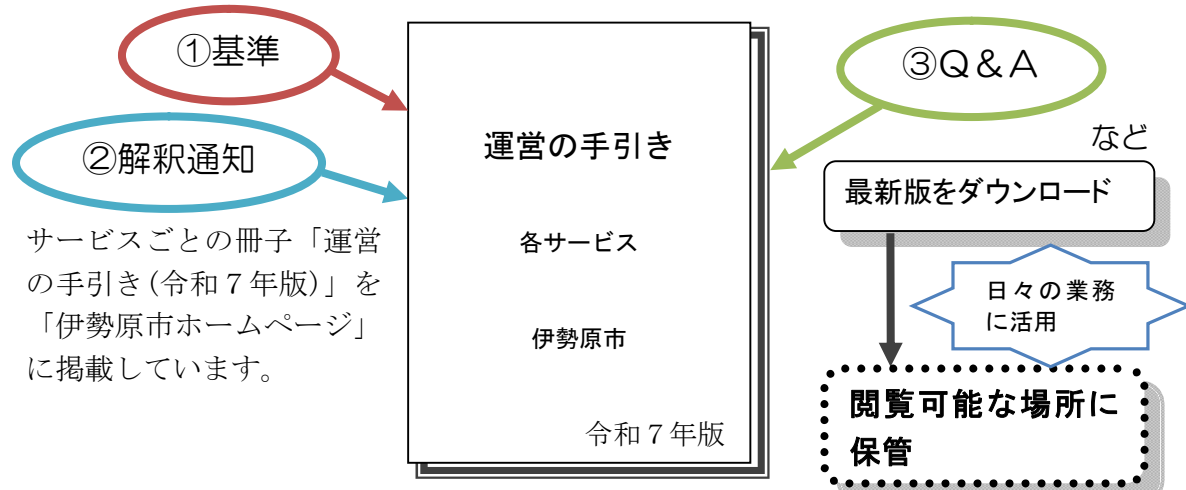 ①基準
②解釈通知
サービスごとの冊子「運営
の手引き(令和７年版)」を
「伊勢原市ホームページ」
に掲載しています。
運営の手引き
各サービス
伊勢原市
令和７年版
③Ｑ＆Ａ
など
最新版をダウンロード
日々の業務
に活用
閲覧可能な場所に
保管